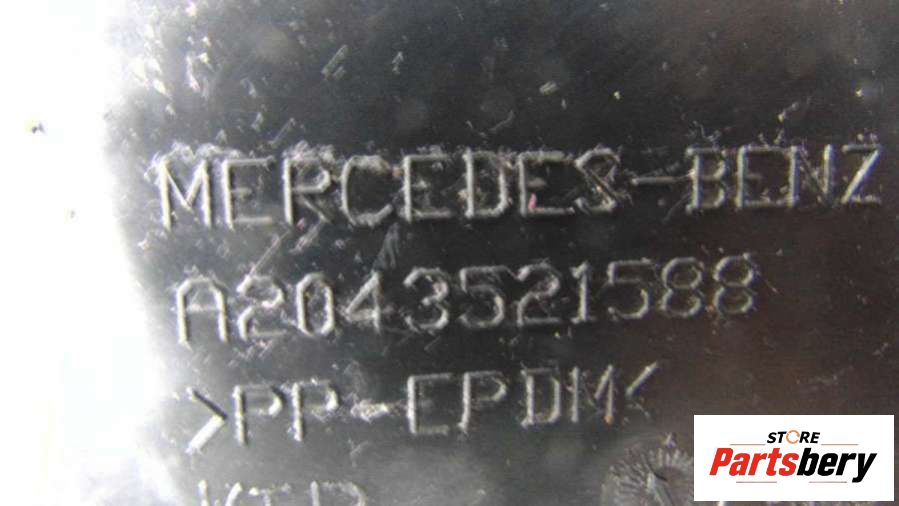 MERCEDES-BENZ
A2043521588
>PP-EPDM<
STORE
Partsbery